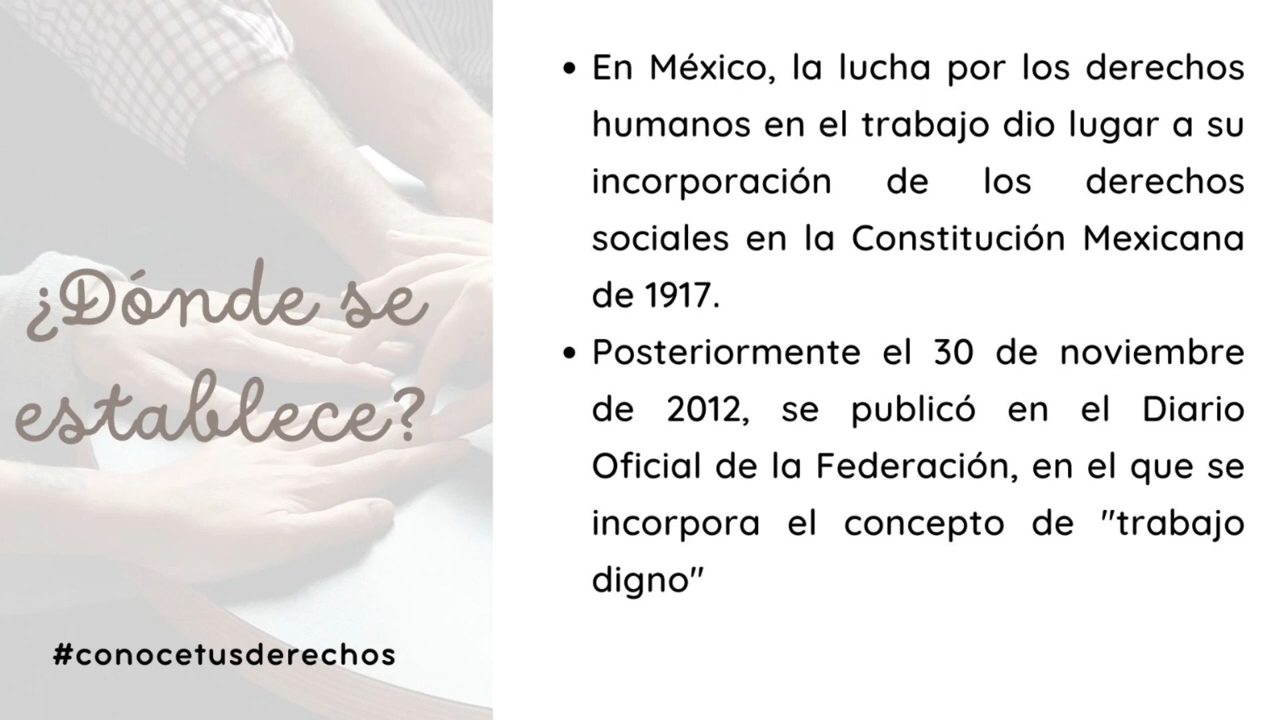 ¿Dónde se
establece?
#conocetusderechos
• En México, la lucha por los derechos
humanos en el trabajo dio lugar a su
incorporación de los derechos
sociales en la Constitución Mexicana
de 1917.
• Posteriormente el 30 de noviembre
de 2012, se publicó en el Diario
Oficial de la Federación, en el que se
incorpora el concepto de "trabajo
digno"